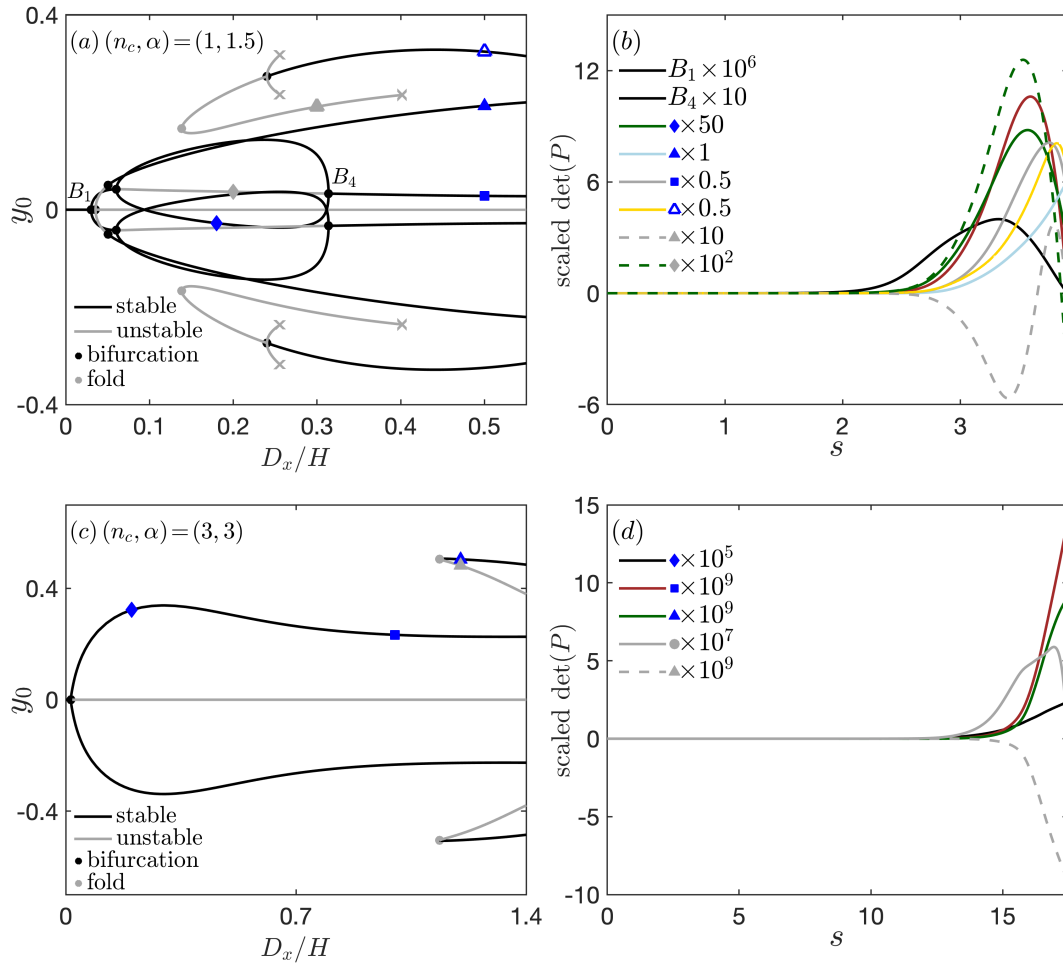 (a) (n_c, α) = (1, 1.5)
0.4
0
-0.4
y_0
B_1
B_4
stable
unstable
bifurcation
fold
0 0.1 0.2 0.3 0.4 0.5
D_x/H
(b)
12
6
0
-6
scaled det(P)
B_1 ×10^6
B_4 ×10
×50
×1
×0.5
×0.5
×10
×10^2
0 1 2 3
s
(c) (n_c, α) = (3, 3)
0.4
0
-0.4
y_0
stable
unstable
bifurcation
fold
0 0.7 1.4
D_x/H
(d)
15
10
5
0
-5
-10
scaled det(P)
×10^5
×10^9
×10^9
×10^7
×10^9
0 5 10 15
s